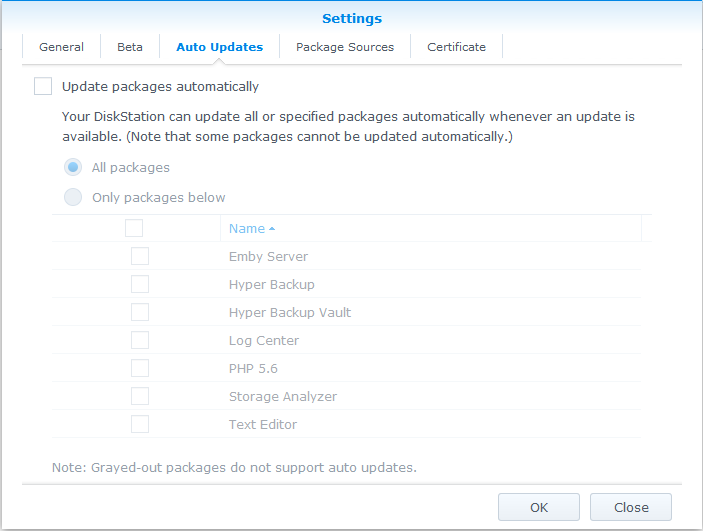 Settings
General Beta Auto Updates Package Sources Certificate
Update packages automatically
Your DiskStation can update all or specified packages automatically whenever an update is
available. (Note that some packages cannot be updated automatically.)
All packages
Only packages below
Name
Emby Server
Hyper Backup
Hyper Backup Vault
Log Center
PHP 5.6
Storage Analyzer
Text Editor
Note: Grayed-out packages do not support auto updates.
OK Close